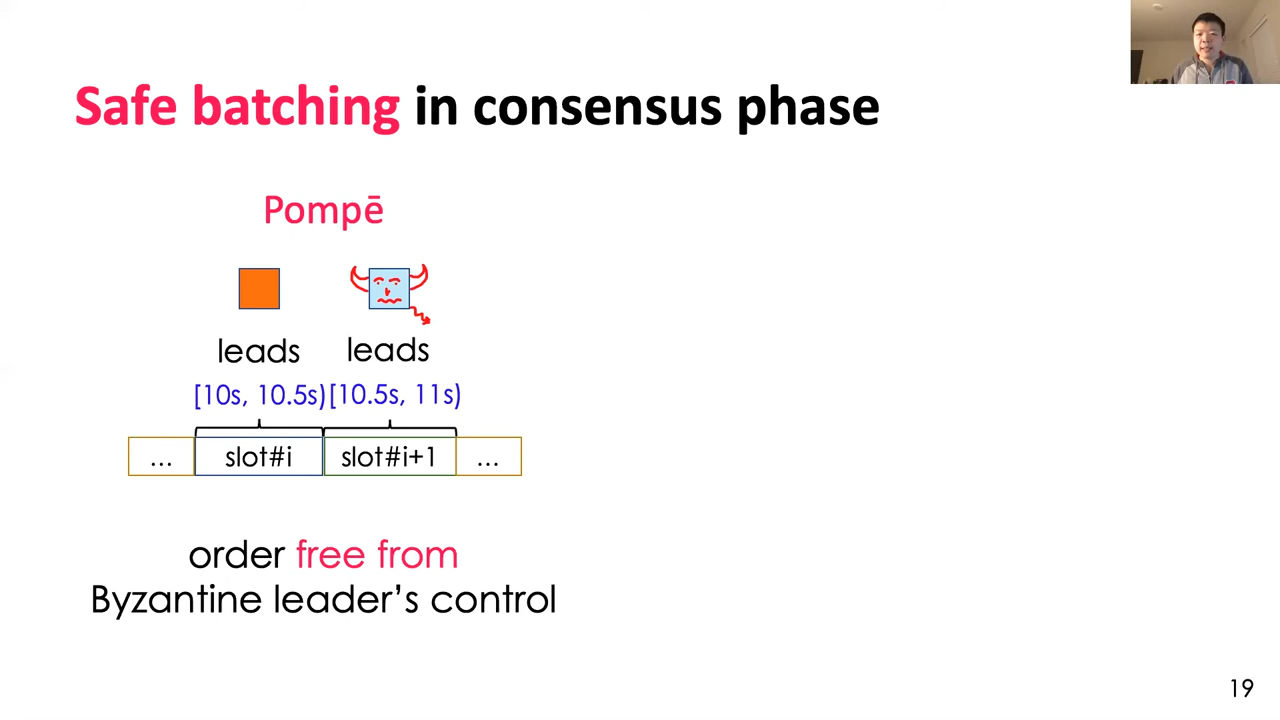 Safe batching in consensus phase
Pompē
leads leads
[10s, 10.5s) [10.5s, 11s)
... slot#i slot#i+1 ...
order free from
Byzantine leader’s control
19